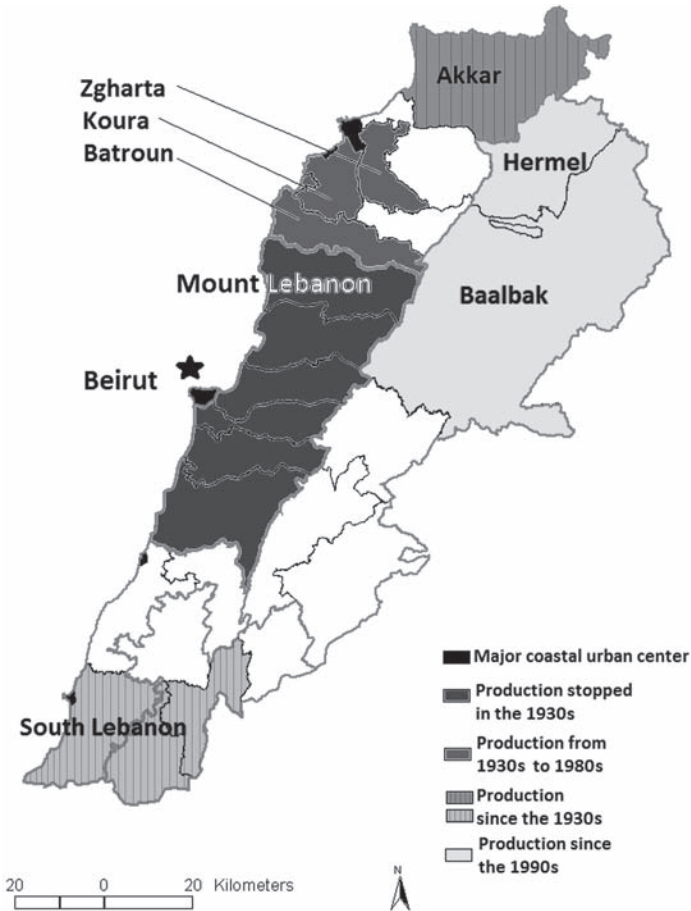 Akkar
Zgharta
Koura
Batroun
Hermel
Mount Lebanon
Baalbak
Beirut
South Lebanon
Major coastal urban center
Production stopped
in the 1930s
Production from
1930s to 1980s
Production
since the 1930s
Production since
the 1990s
20 0 20 Kilometers
N